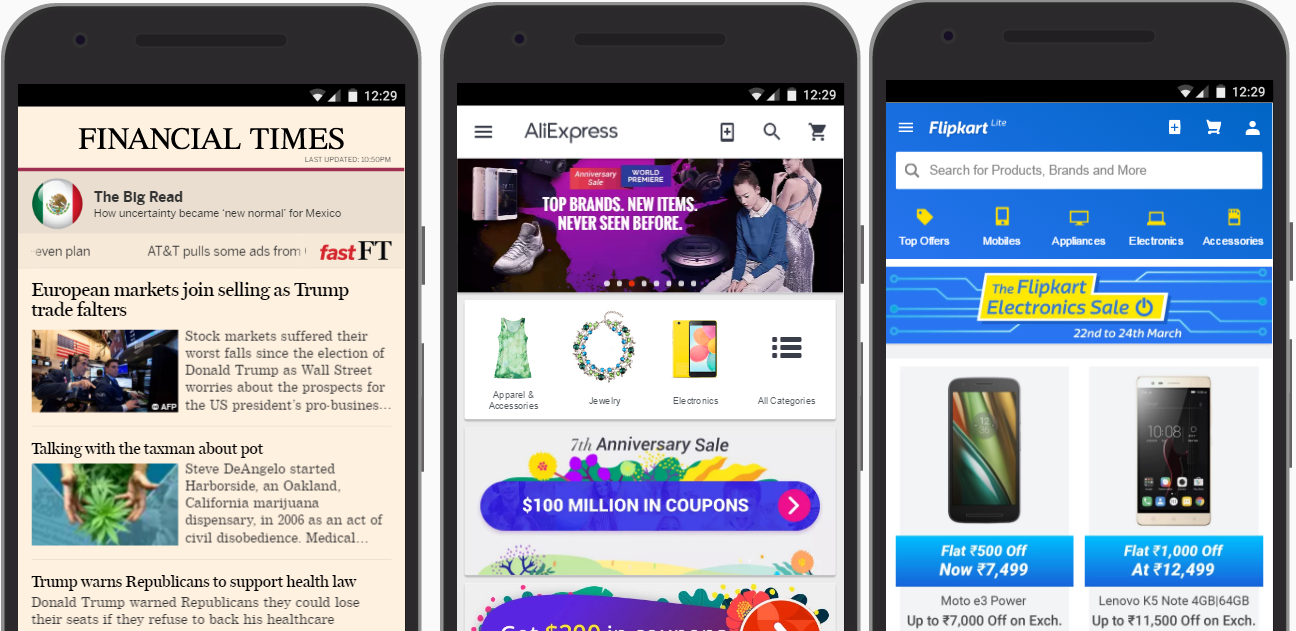 12:29
FINANCIAL TIMES
LAST UPDATED: 10:50PM
The Big Read
How uncertainty became ‘new normal’ for Mexico
even plan AT&T pulls some ads from fastFT
European markets join selling as Trump
trade falters
Stock markets suffered their
worst falls since the election of
Donald Trump as Wall Street
worries about the prospects for
the US president’s pro-busines...
© AFP
Talking with the taxman about pot
Steve DeAngelo started
Harborside, an Oakland,
California marijuana
dispensary, in 2006 as an act of
civil disobedience. Medical...
Trump warns Republicans to support health law
Donald Trump warned Republicans they could lose
their seats if they refuse to back his healthcare
12:29
AliExpress
Anniversary
Sale
WORLD
PREMIERE
TOP BRANDS. NEW ITEMS.
NEVER SEEN BEFORE.
Apparel &
Accessories
Jewelry
Electronics
All Categories
7th Anniversary Sale
$100 MILLION IN COUPONS
Get $200 in coupons
12:29
Flipkart Lite
Search for Products, Brands and More
Top Offers Mobiles Appliances Electronics Accessories
The Flipkart
Electronics Sale
22nd to 24th March
10:08
Flat ₹500 Off
Now ₹7,499
Moto e3 Power
Up to ₹7,000 Off on Exch.
Flat ₹1,000 Off
At ₹12,499
Lenovo K5 Note 4GB|64GB
Up to ₹11,500 Off on Exch.